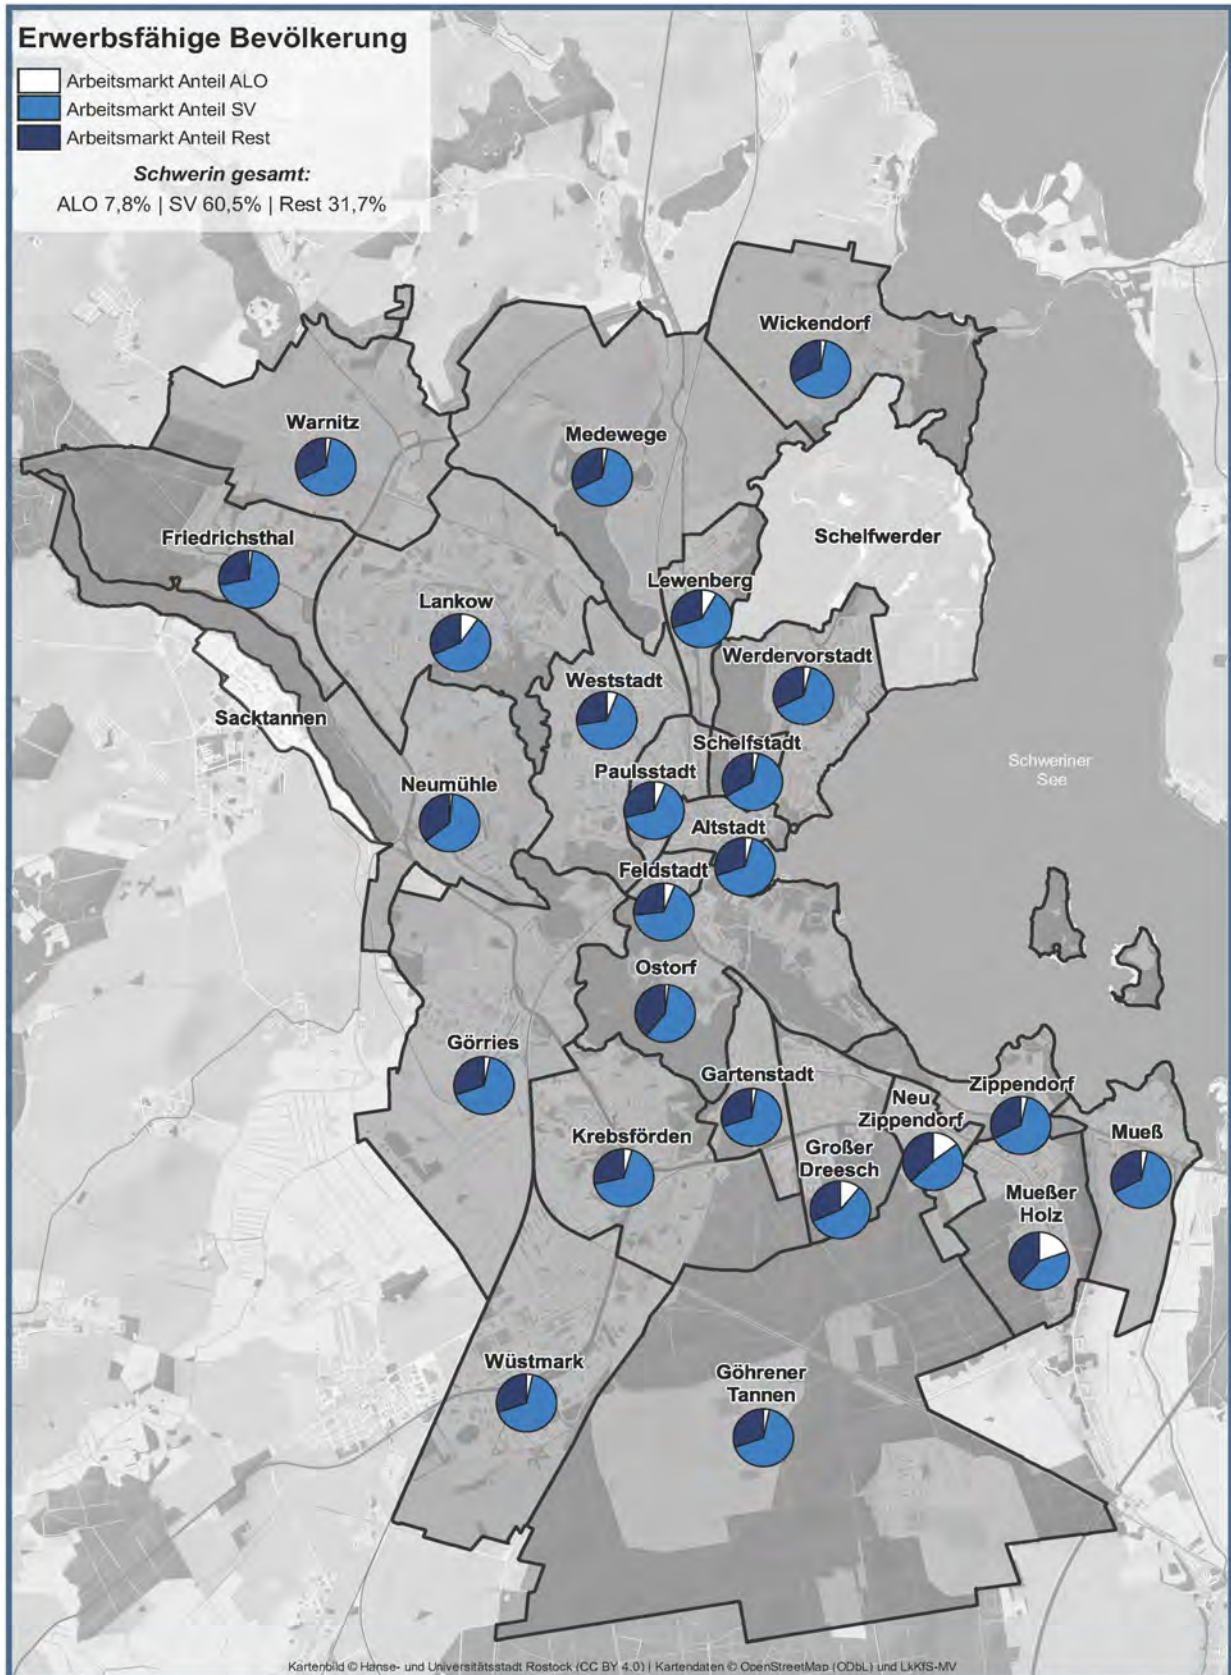 Erwerbsfähige Bevölkerung
Arbeitsmarkt Anteil ALO
Arbeitsmarkt Anteil SV
Arbeitsmarkt Anteil Rest
Schwerin gesamt:
ALO 7,8% | SV 60,5% | Rest 31,7%
Wickendorf
Warnitz
Medewege
Friedrichsthal
Schelfwerder
Lewenberg
Lankow
Werdervorstadt
Weststadt
Sacktannen
Schelfstadt
Schweriner
See
Paulsstadt
Neumühle
Altstadt
Feldstadt
Ostorf
Görries
Gartenstadt
Zippendorf
Neu
Zippendorf
Krebsförden
Mueß
Großer
Dreesch
Mueßer
Holz
Wüstmark
Göhrener
Tannen
Kartenbild © Hanse- und Universitätsstadt Rostock (CC BY 4.0) | Kartendaten © OpenStreetMap (ODbL) und LkKfS-MV